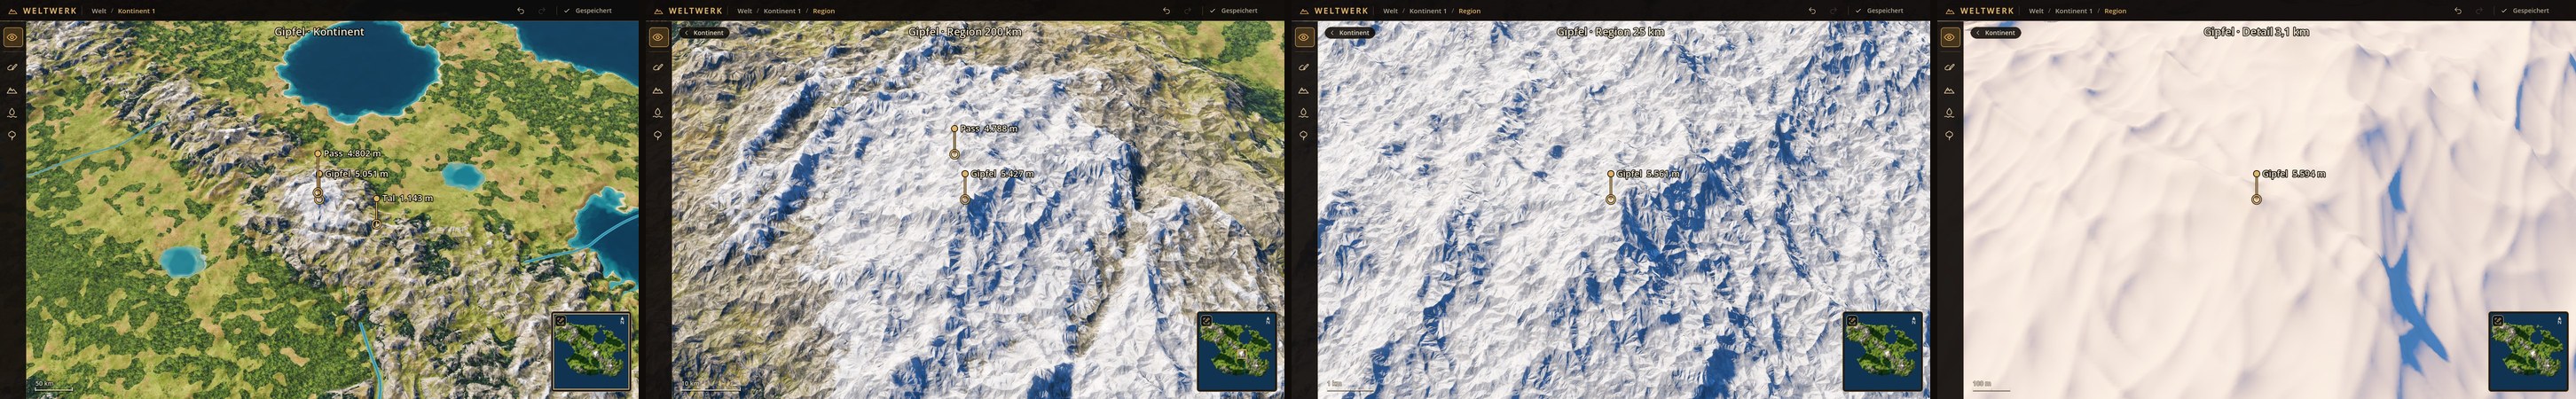 WELTWERK
Welt / Kontinent 1
Gespeichert
Gipfel · Kontinent
Pass 4.802 m
Gipfel 5.051 m
Tal 1.143 m
50 km
N
WELTWERK
Welt / Kontinent 1 / Region
Gespeichert
‹ Kontinent
Gipfel · Region 200 km
Pass 4.788 m
Gipfel 5.427 m
10 km
N
WELTWERK
Welt / Kontinent 1 / Region
Gespeichert
‹ Kontinent
Gipfel · Region 25 km
Gipfel 5.561 m
1 km
N
WELTWERK
Welt / Kontinent 1 / Region
Gespeichert
‹ Kontinent
Gipfel · Detail 3,1 km
Gipfel 5.594 m
100 m
N